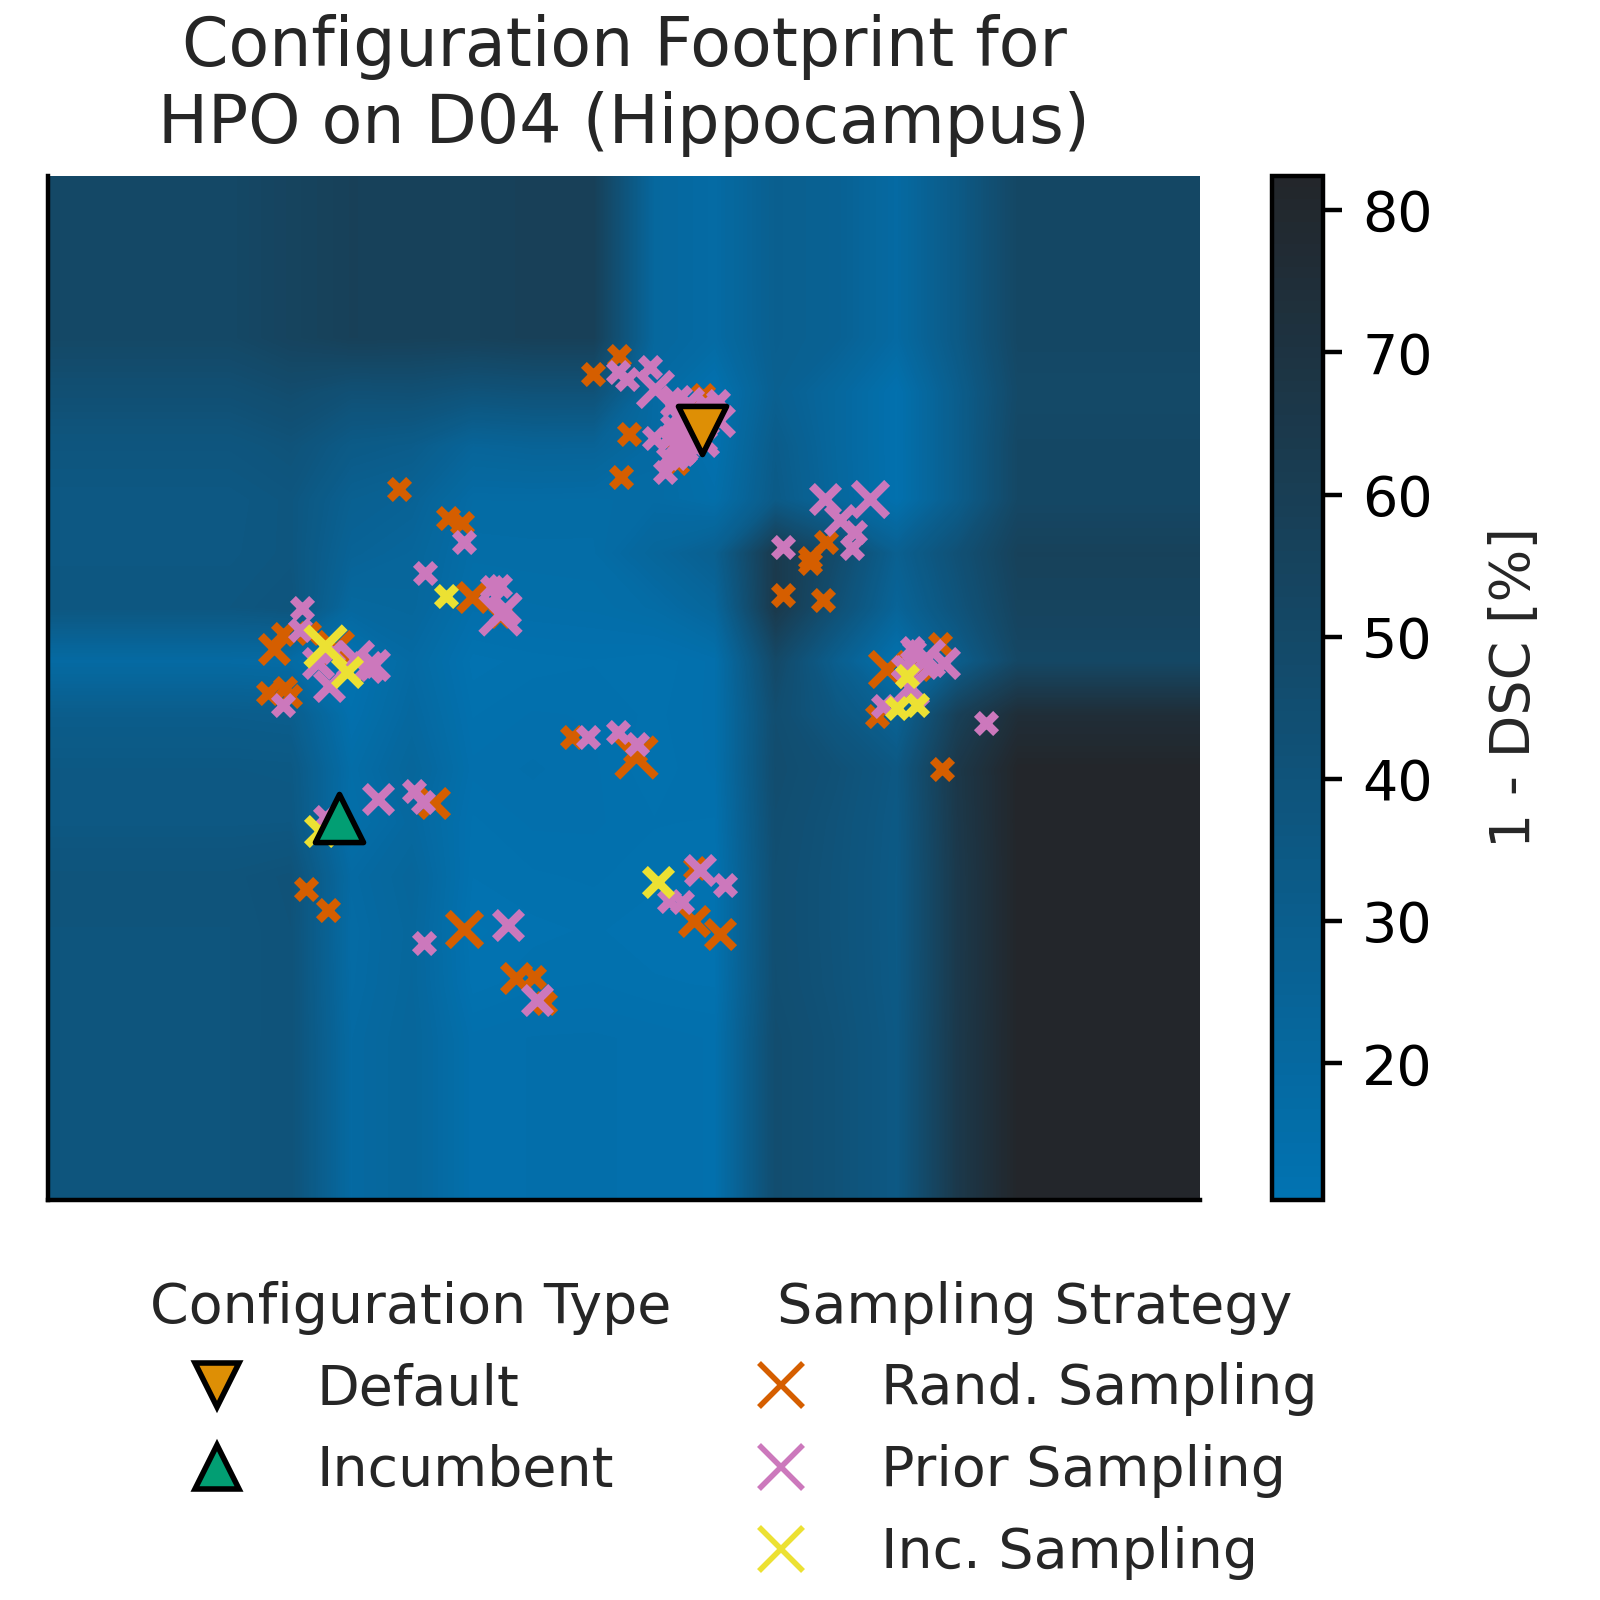 Configuration Footprint for
HPO on D04 (Hippocampus)
80
70
60
50
40
30
20
1 - DSC [%]
Configuration Type
Default
Incumbent
Sampling Strategy
Rand. Sampling
Prior Sampling
Inc. Sampling